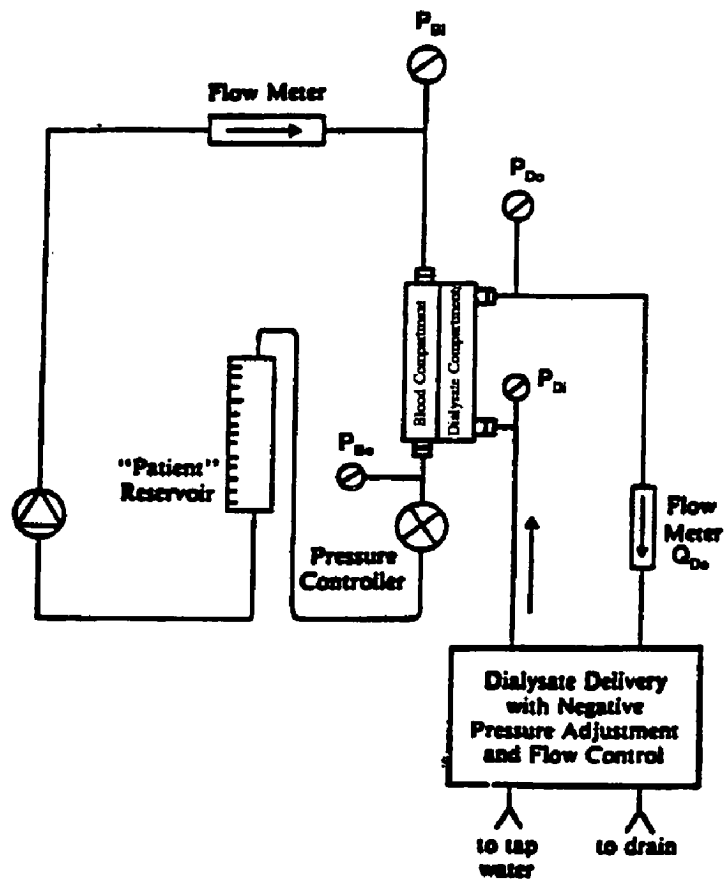 P_Bi
Flow Meter
P_Do
Blood Compartment
Dialysate Compartment
P_Di
P_Bo
"Patient"
Reservoir
Pressure
Controller
Flow
Meter
Q_Do
Dialysate Delivery
with Negative
Pressure Adjustment
and Flow Control
to tap
water
to drain